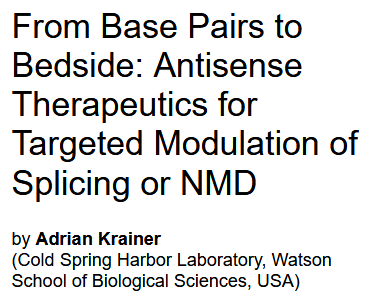 From Base Pairs to
Bedside: Antisense
Therapeutics for
Targeted Modulation of
Splicing or NMD
by Adrian Krainer
(Cold Spring Harbor Laboratory, Watson
School of Biological Sciences, USA)